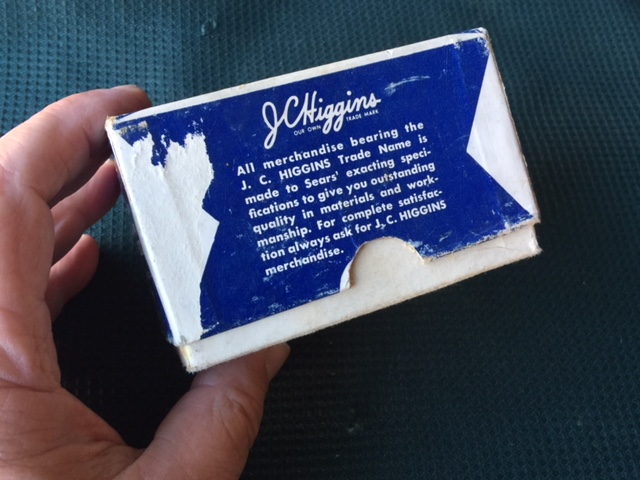 JCHiggins
OUR OWN TRADE MARK
All merchandise bearing the
J. C. HIGGINS Trade Name is
made to Sears' exacting speci-
fications to give you outstanding
quality in materials and work-
manship. For complete satisfac-
tion always ask for J. C. HIGGINS
merchandise.